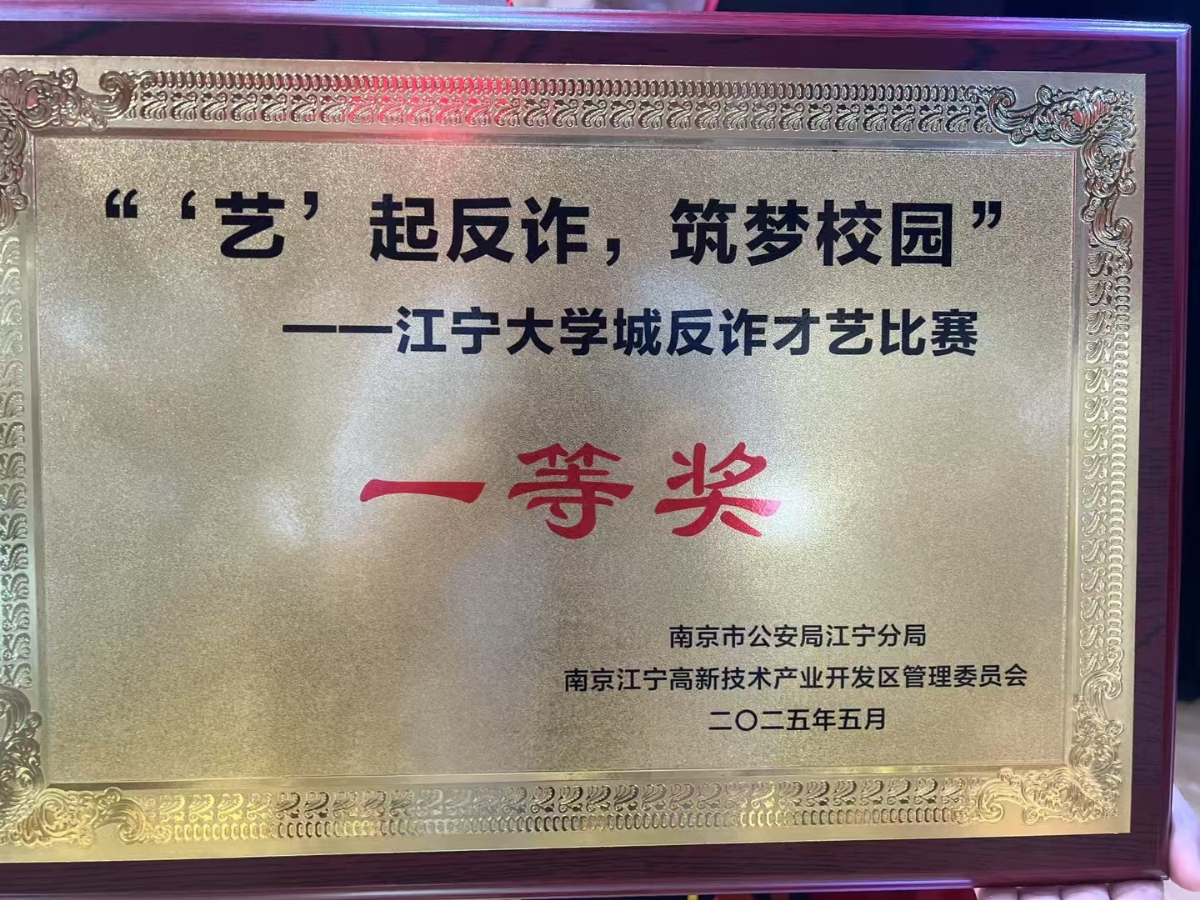 “‘艺’起反诈，筑梦校园”
——江宁大学城反诈才艺比赛
一等奖
南京市公安局江宁分局
南京江宁高新技术产业开发区管理委员会
二〇二五年五月